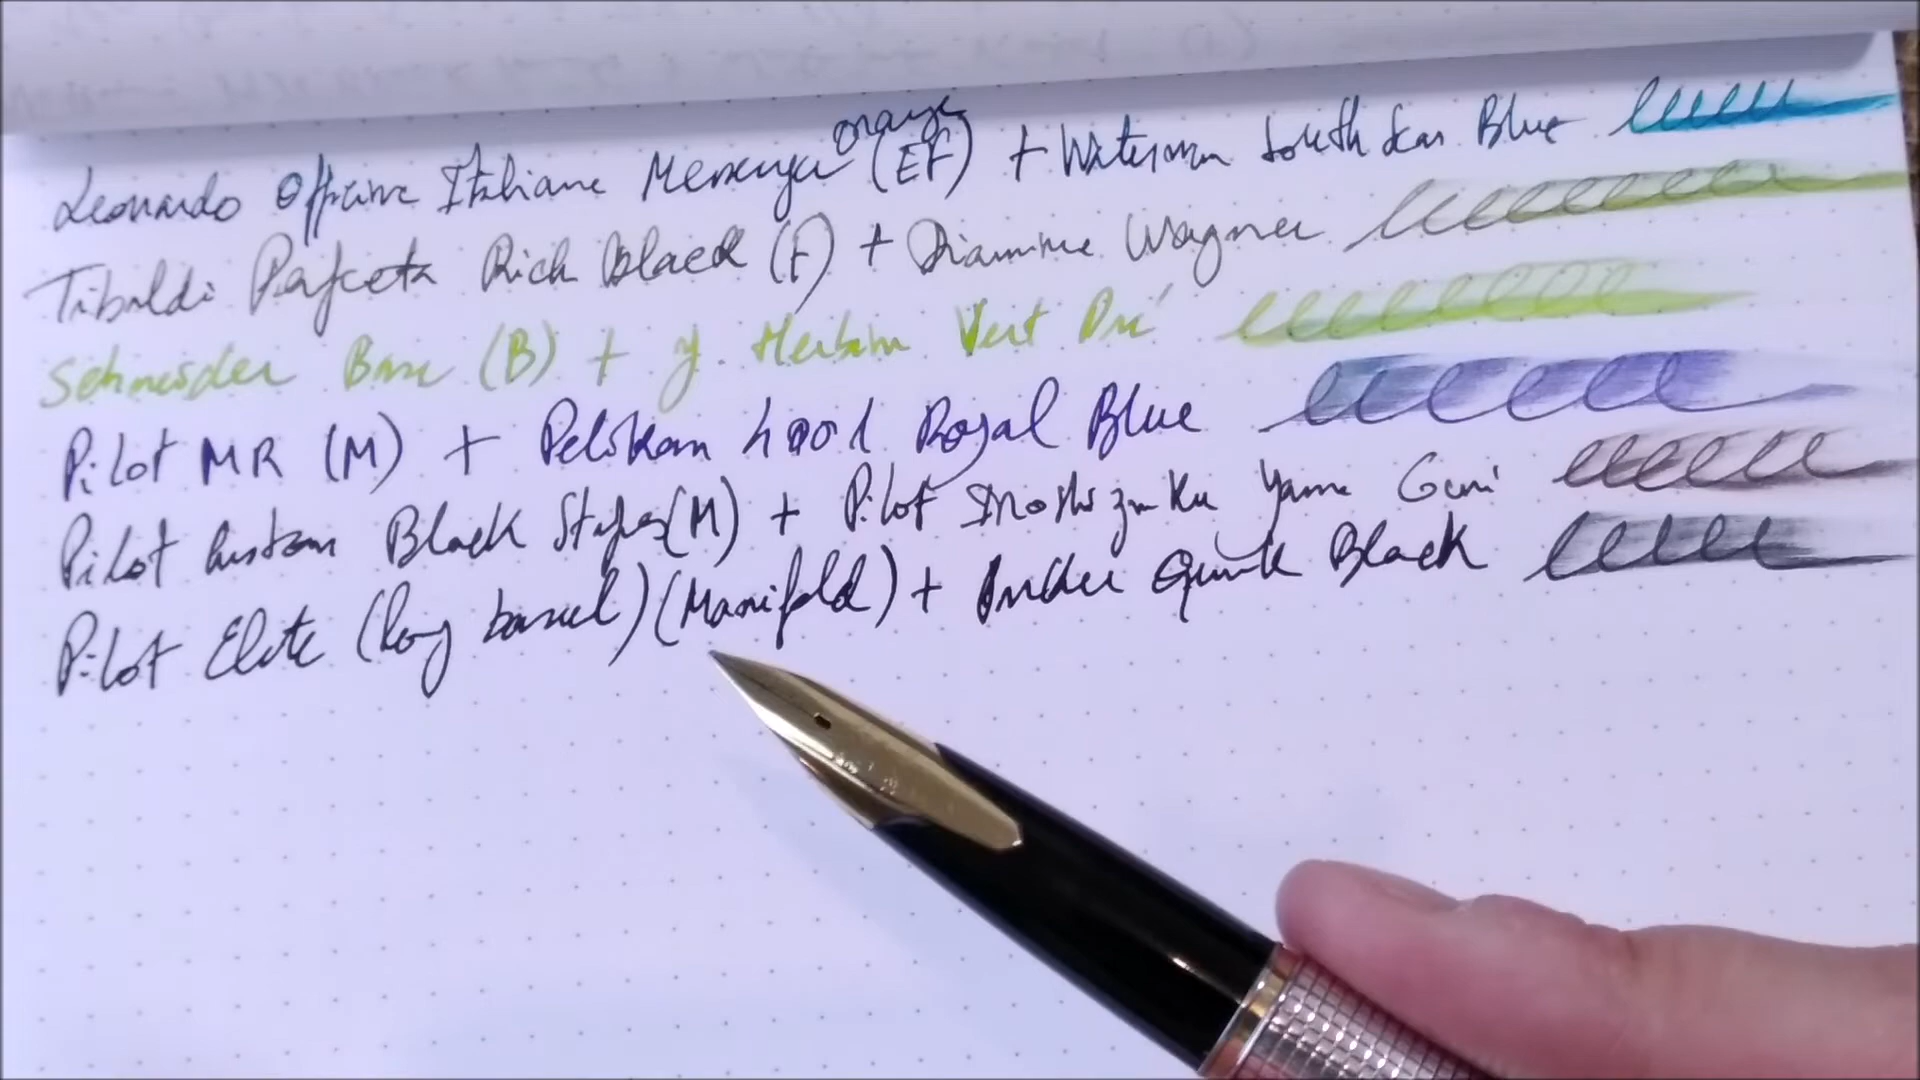 Leonardo Officina Italiana Messenger orange (EF) + Waterman South Seas Blue
Tibaldi Perfecta Rich Black (F) + Diamine Wagner
Schneider Base (B) + J. Herbin Vert Pré
Pilot MR (M) + Pelikan 4001 Royal Blue
Pilot Custom Black Stripes (M) + Pilot Iroshizuku Yama Guri
Pilot Elite (long barrel) (Manifold) + Parker Quink Black